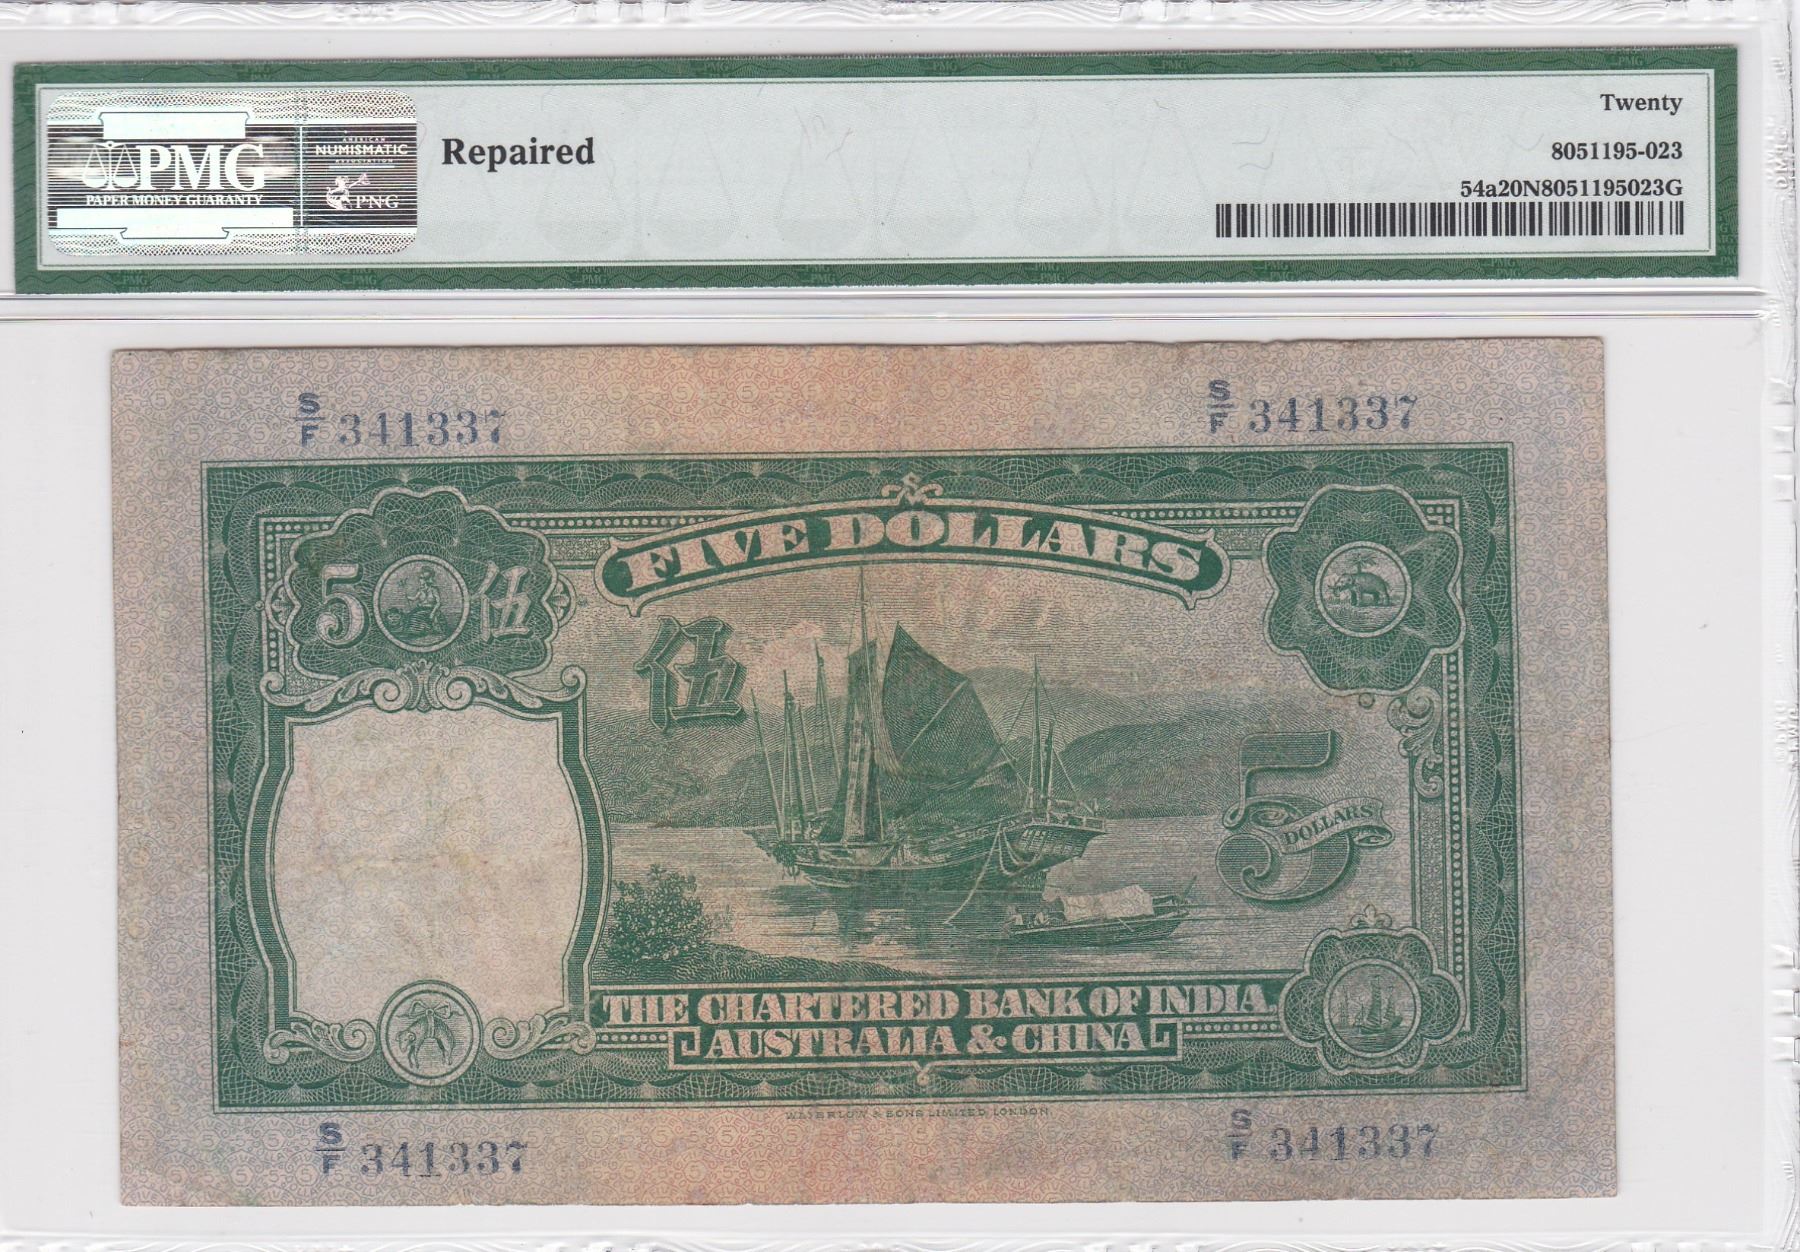 Twenty
PMG
PAPER MONEY GUARANTY
AMERICAN
NUMISMATIC
ASSOCIATION
PNG
Repaired
8051195-023
54a20N8051195023G
S/F 341337
S/F 341337
FIVE DOLLARS
5 伍
伍
5
DOLLARS
THE CHARTERED BANK OF INDIA
AUSTRALIA & CHINA
WATERLOW & SONS LIMITED, LONDON
S/F 341337
S/F 341337